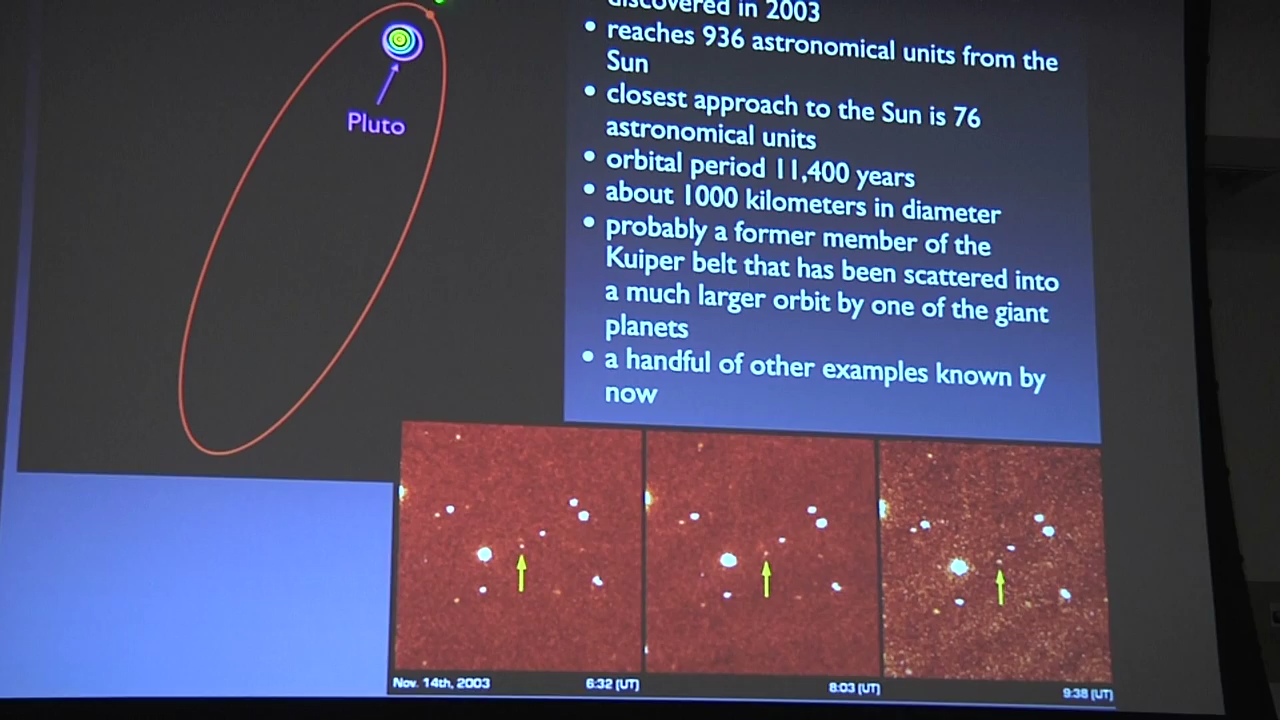 Pluto
discovered in 2003
• reaches 936 astronomical units from the
Sun
• closest approach to the Sun is 76
astronomical units
• orbital period 11,400 years
• about 1000 kilometers in diameter
• probably a former member of the
Kuiper belt that has been scattered into
a much larger orbit by one of the giant
planets
• a handful of other examples known by
now
Nov. 14th, 2003 6:32 (UT) 8:03 (UT) 9:38 (UT)